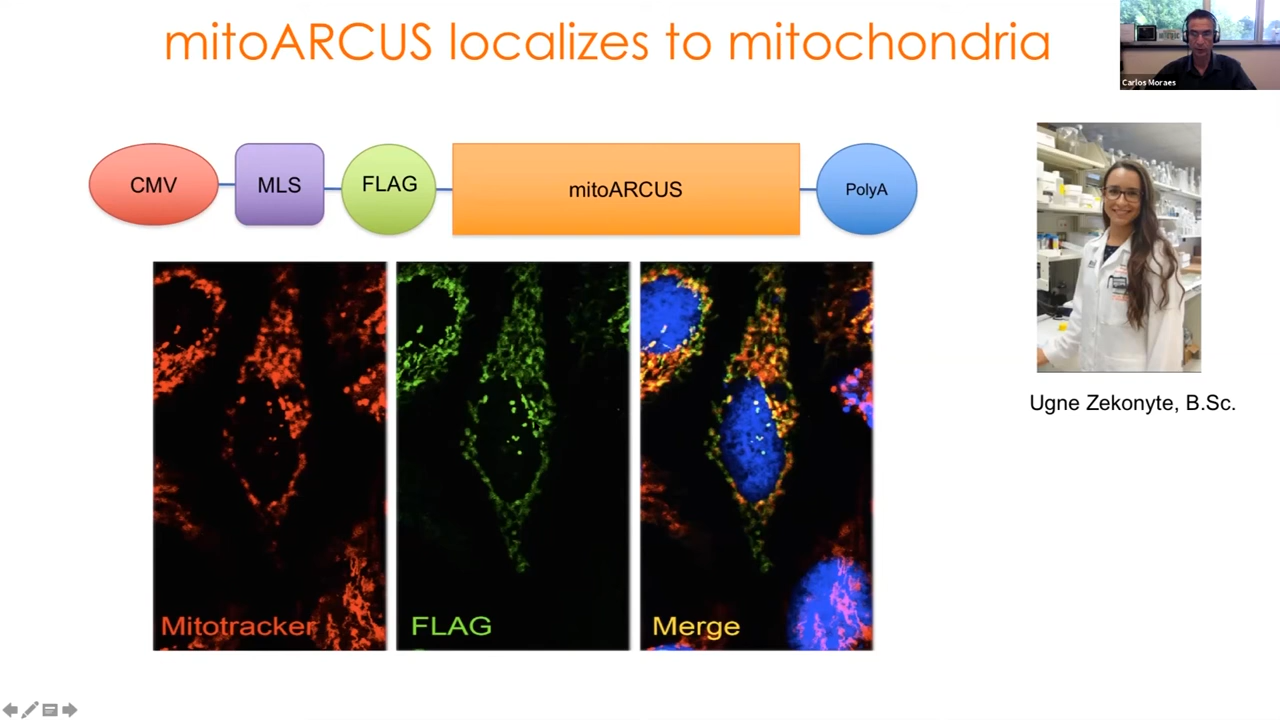 mitoARCUS localizes to mitochondria
Carlos Moraes
CMV
MLS
FLAG
mitoARCUS
PolyA
Ugne Zekonyte, B.Sc.
Mitotracker
FLAG
Merge